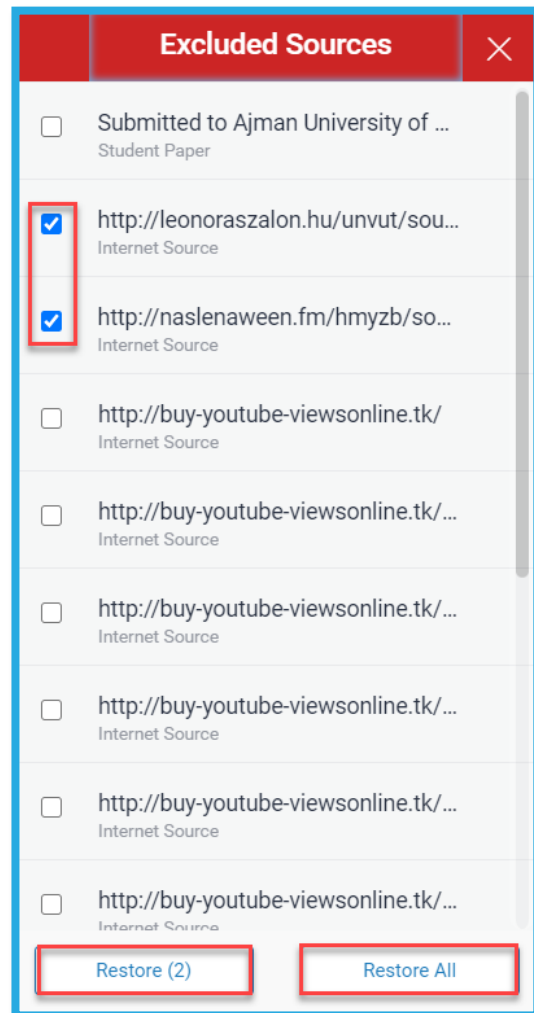 Excluded Sources
Submitted to Ajman University of ...
Student Paper
http://leonoraszalon.hu/unvut/sou...
Internet Source
http://naslenaween.fm/hmyzb/so...
Internet Source
http://buy-youtube-viewsonline.tk/
Internet Source
http://buy-youtube-viewsonline.tk/...
Internet Source
http://buy-youtube-viewsonline.tk/...
Internet Source
http://buy-youtube-viewsonline.tk/...
Internet Source
http://buy-youtube-viewsonline.tk/...
Internet Source
http://buy-youtube-viewsonline.tk/...
Internet Source
Restore (2)
Restore All